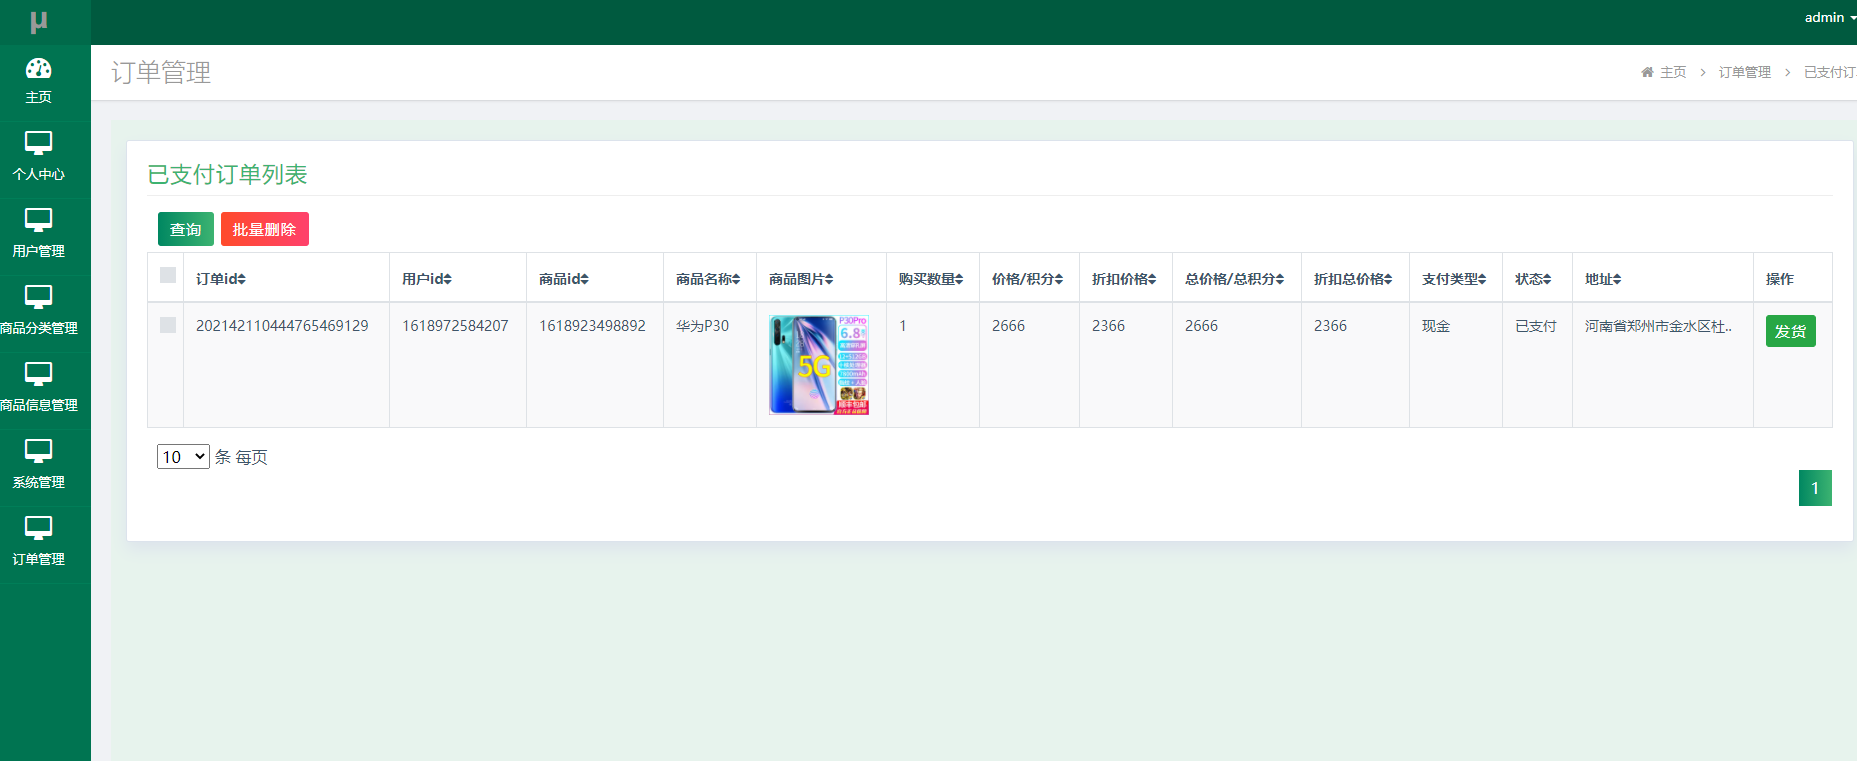 µ
admin
主页
个人中心
用户管理
商品分类管理
商品信息管理
系统管理
订单管理
订单管理
主页 > 订单管理 > 已支付订
已支付订单列表
查询 批量删除
订单id 用户id 商品id 商品名称 商品图片 购买数量 价格/积分 折扣价格 总价格/总积分 折扣总价格 支付类型 状态 地址 操作
202142110444765469129 1618972584207 1618923498892 华为P30 1 2666 2366 2666 2366 现金 已支付 河南省郑州市金水区杜.. 发货
P30Pro
6.8
5G
顺丰包邮
10 条 每页
1